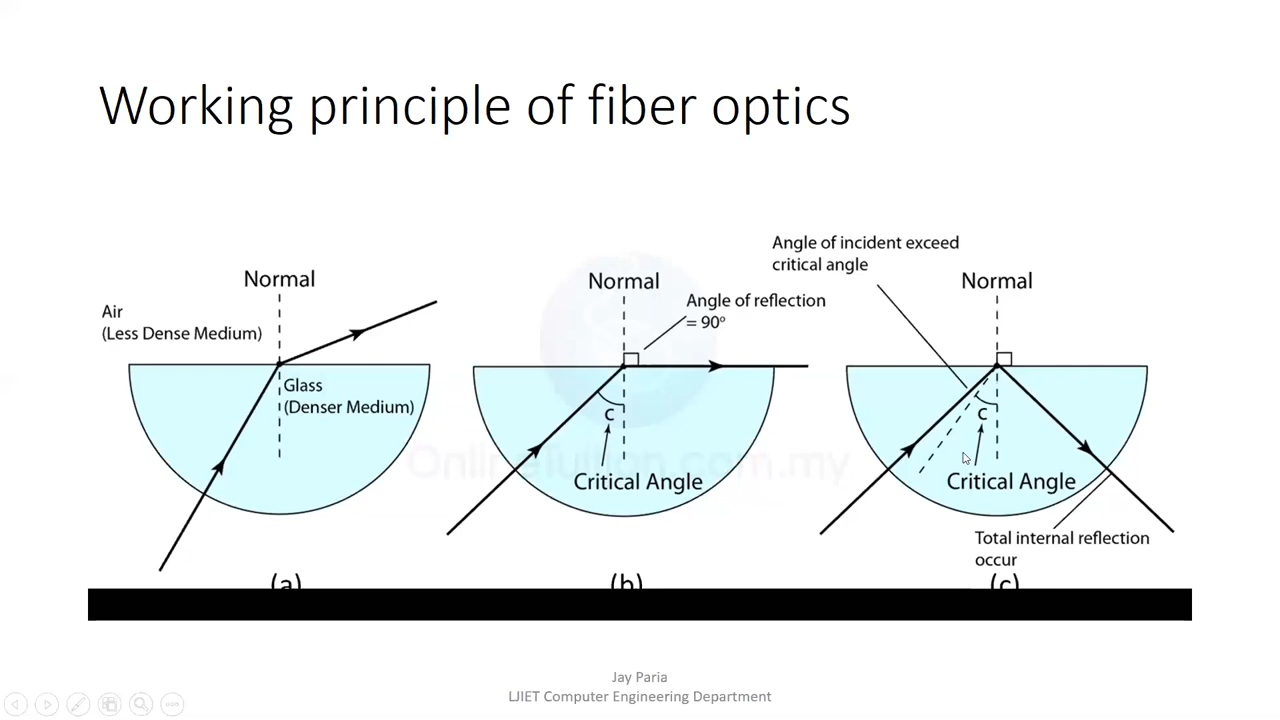 Working principle of fiber optics
Normal
Air
(Less Dense Medium)
Glass
(Denser Medium)
(a)
Normal
Angle of reflection
= 90°
C
Critical Angle
(b)
Angle of incident exceed
critical angle
Normal
C
Critical Angle
Total internal reflection
occur
(c)
OnlineTuition.com.my
Jay Paria
LJIET Computer Engineering Department